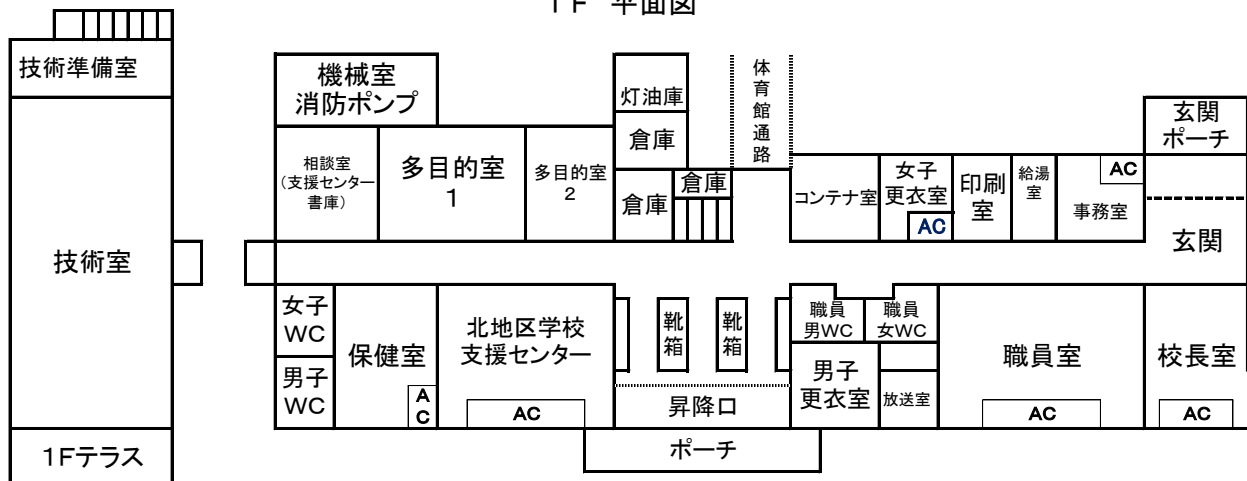 1F 平面図
技術準備室
技術室
1Fテラス
機械室
消防ポンプ
相談室
(支援センター
書庫)
多目的室
1
多目的室
2
灯油庫
倉庫
倉庫
倉庫
体育館通路
コンテナ室
女子
更衣室
AC
印刷
室
給湯
室
AC
事務室
玄関
ポーチ
玄関
女子
WC
男子
WC
保健室
AC
北地区学校
支援センター
AC
靴箱
靴箱
昇降口
ポーチ
職員
男WC
職員
女WC
男子
更衣室
放送室
職員室
AC
校長室
AC